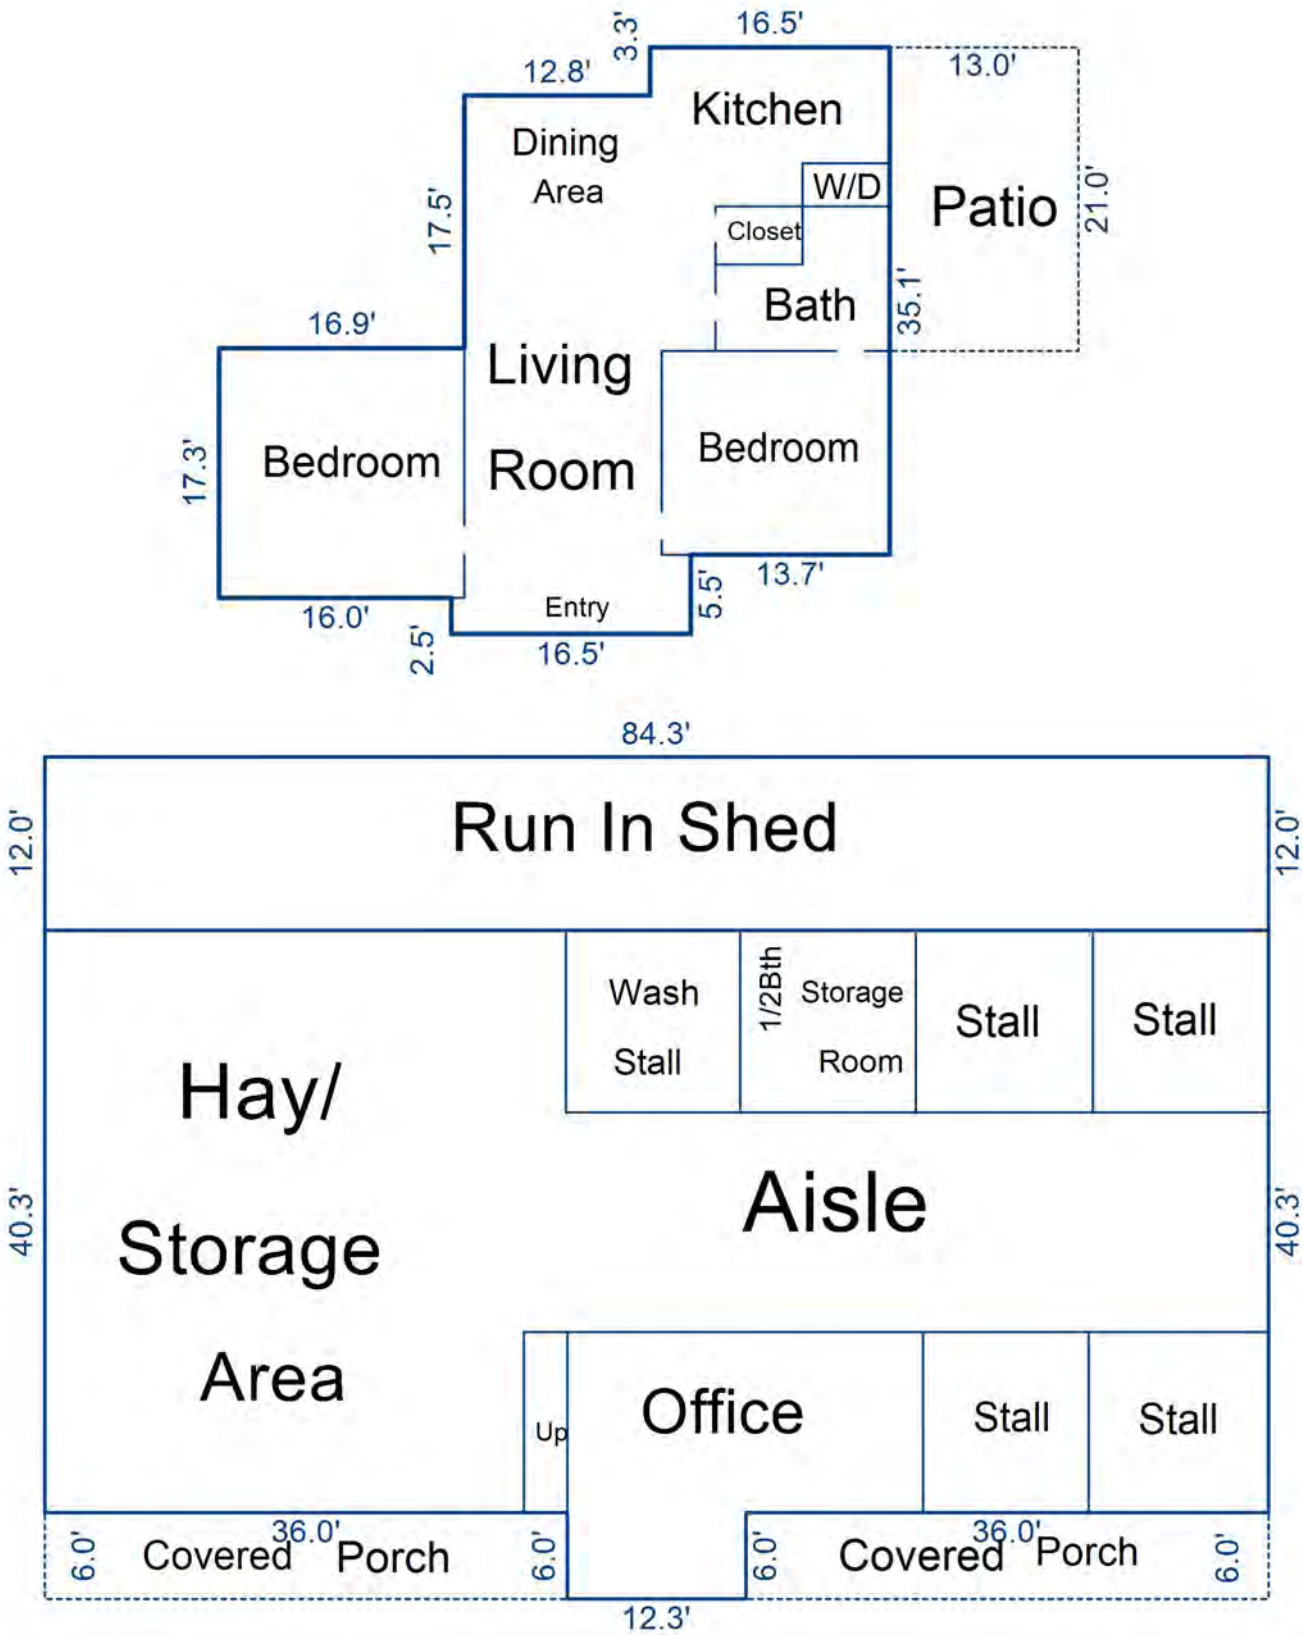 3.3'
16.5'
12.8'
13.0'
Kitchen
Dining
Area
W/D
Patio
21.0'
17.5'
Closet
Bath
35.1'
16.9'
Living
Room
Bedroom
Bedroom
17.3'
13.7'
5.5'
Entry
16.0'
2.5'
16.5'
84.3'
12.0'
Run In Shed
12.0'
Wash
Stall
1/2Bth
Storage
Room
Stall
Stall
Hay/
Storage
Area
Aisle
40.3'
40.3'
Up
Office
Stall
Stall
6.0'
36.0'
Covered Porch
6.0'
6.0'
36.0'
Covered Porch
6.0'
12.3'